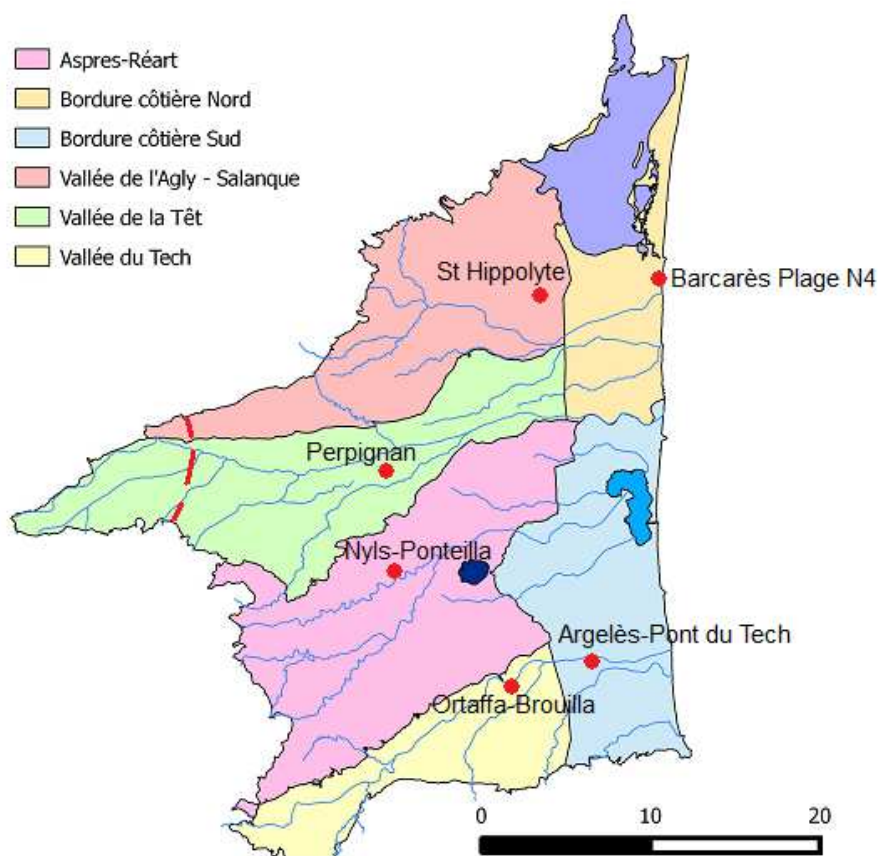 Aspres-Réart
Bordure côtière Nord
Bordure côtière Sud
Vallée de l'Agly - Salanque
Vallée de la Têt
Vallée du Tech
St Hippolyte
Barcarès Plage N4
Perpignan
Nyls-Ponteilla
Argelès-Pont du Tech
Ortaffa-Brouilla
0 10 20